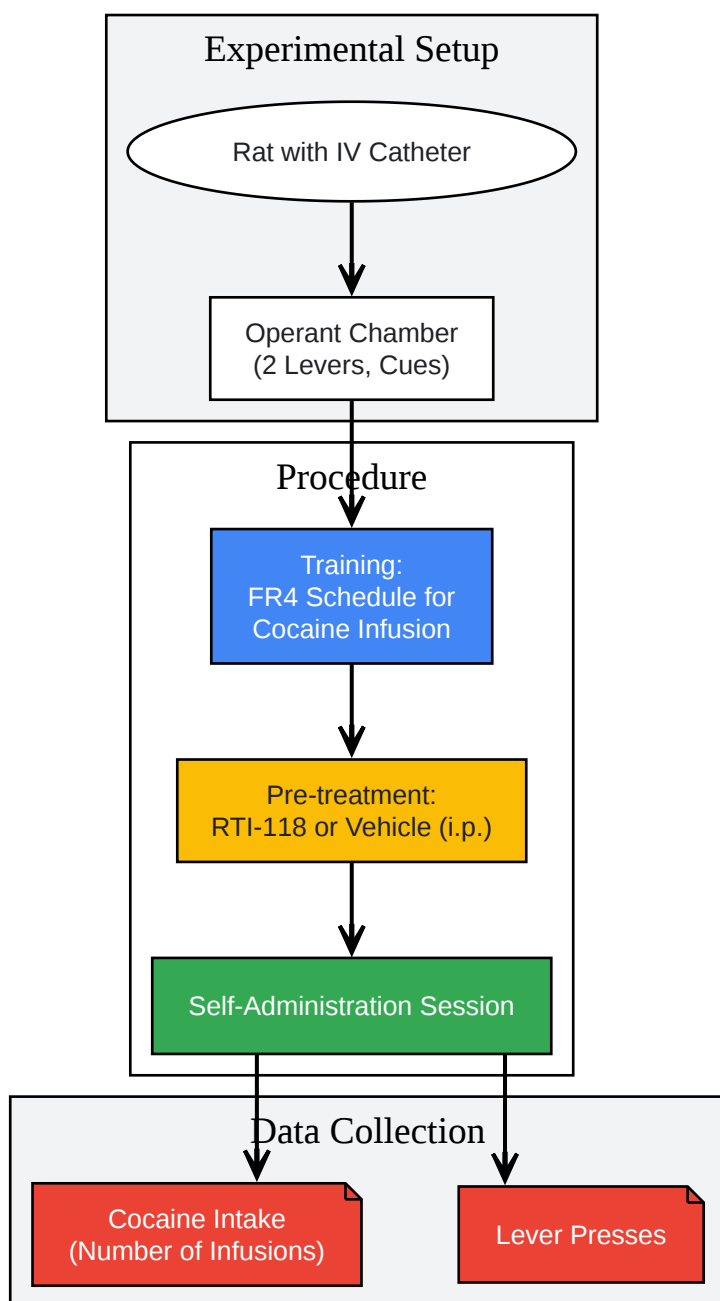 Experimental Setup
Rat with IV Catheter
Operant Chamber
(2 Levers, Cues)
Procedure
Training:
FR4 Schedule for
Cocaine Infusion
Pre-treatment:
RTI-118 or Vehicle (i.p.)
Self-Administration Session
Data Collection
Cocaine Intake
(Number of Infusions)
Lever Presses